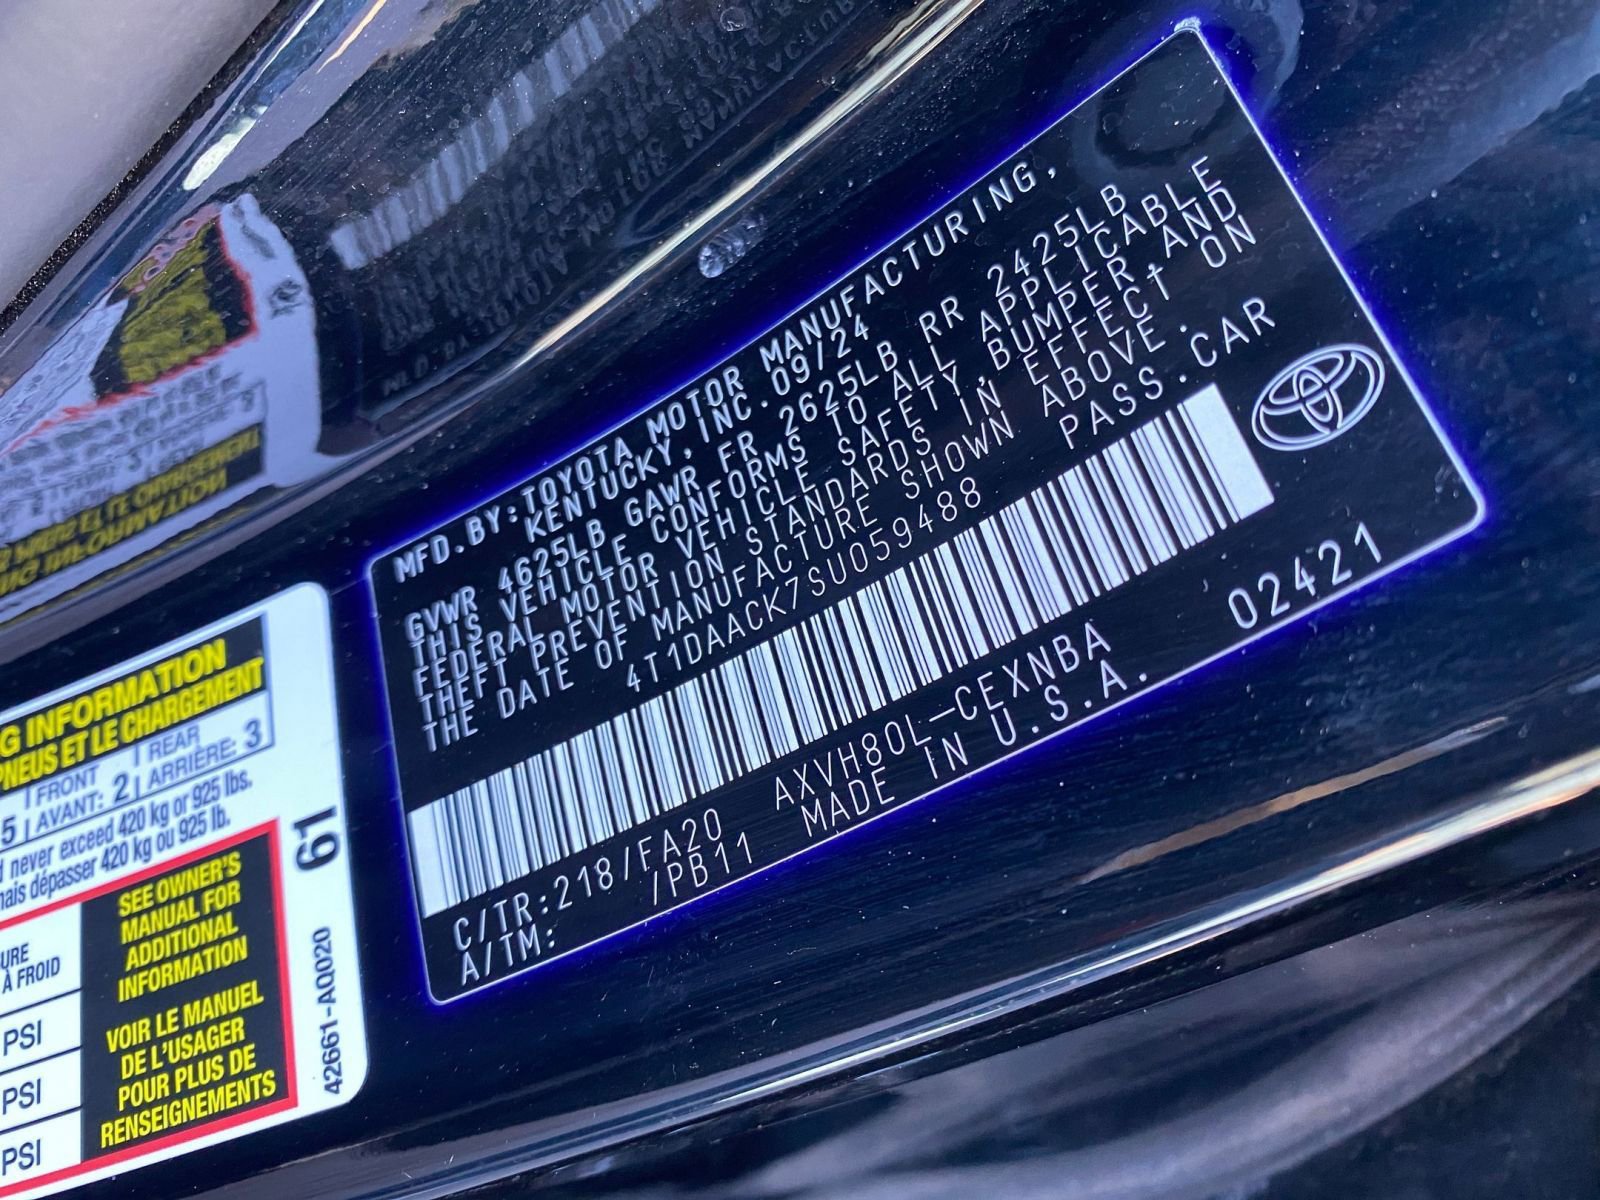 MFD.BY:TOYOTA MOTOR MANUFACTURING,
KENTUCKY, INC.09/24
GVWR 4625LB GAWR FR 2625LB RR 2425LB
THIS VEHICLE CONFORMS TO ALL APPLICABLE
FEDERAL MOTOR VEHICLE SAFETY,BUMPER,AND
THEFT PREVENTION STANDARDS IN EFFECT ON
THE DATE OF MANUFACTURE SHOWN ABOVE.
4T1DAACK7SU059488 PASS.CAR
C/TR:218/FA20 AXVH80L-CEXNBA 02421
A/TM: /PB11 MADE IN U.S.A.
G INFORMATION
PNEUS ET LE CHARGEMENT
5 FRONT AVANT: 2 REAR ARRIÈRE: 3
d never exceed 420 kg or 925 lbs.
mais dépasser 420 kg ou 925 lb.
SEE OWNER'S
MANUAL FOR
ADDITIONAL
INFORMATION
VOIR LE MANUEL
DE L'USAGER
POUR PLUS DE
RENSEIGNEMENTS
URE
À FROID
PSI
PSI
PSI
61
42661-AQ020